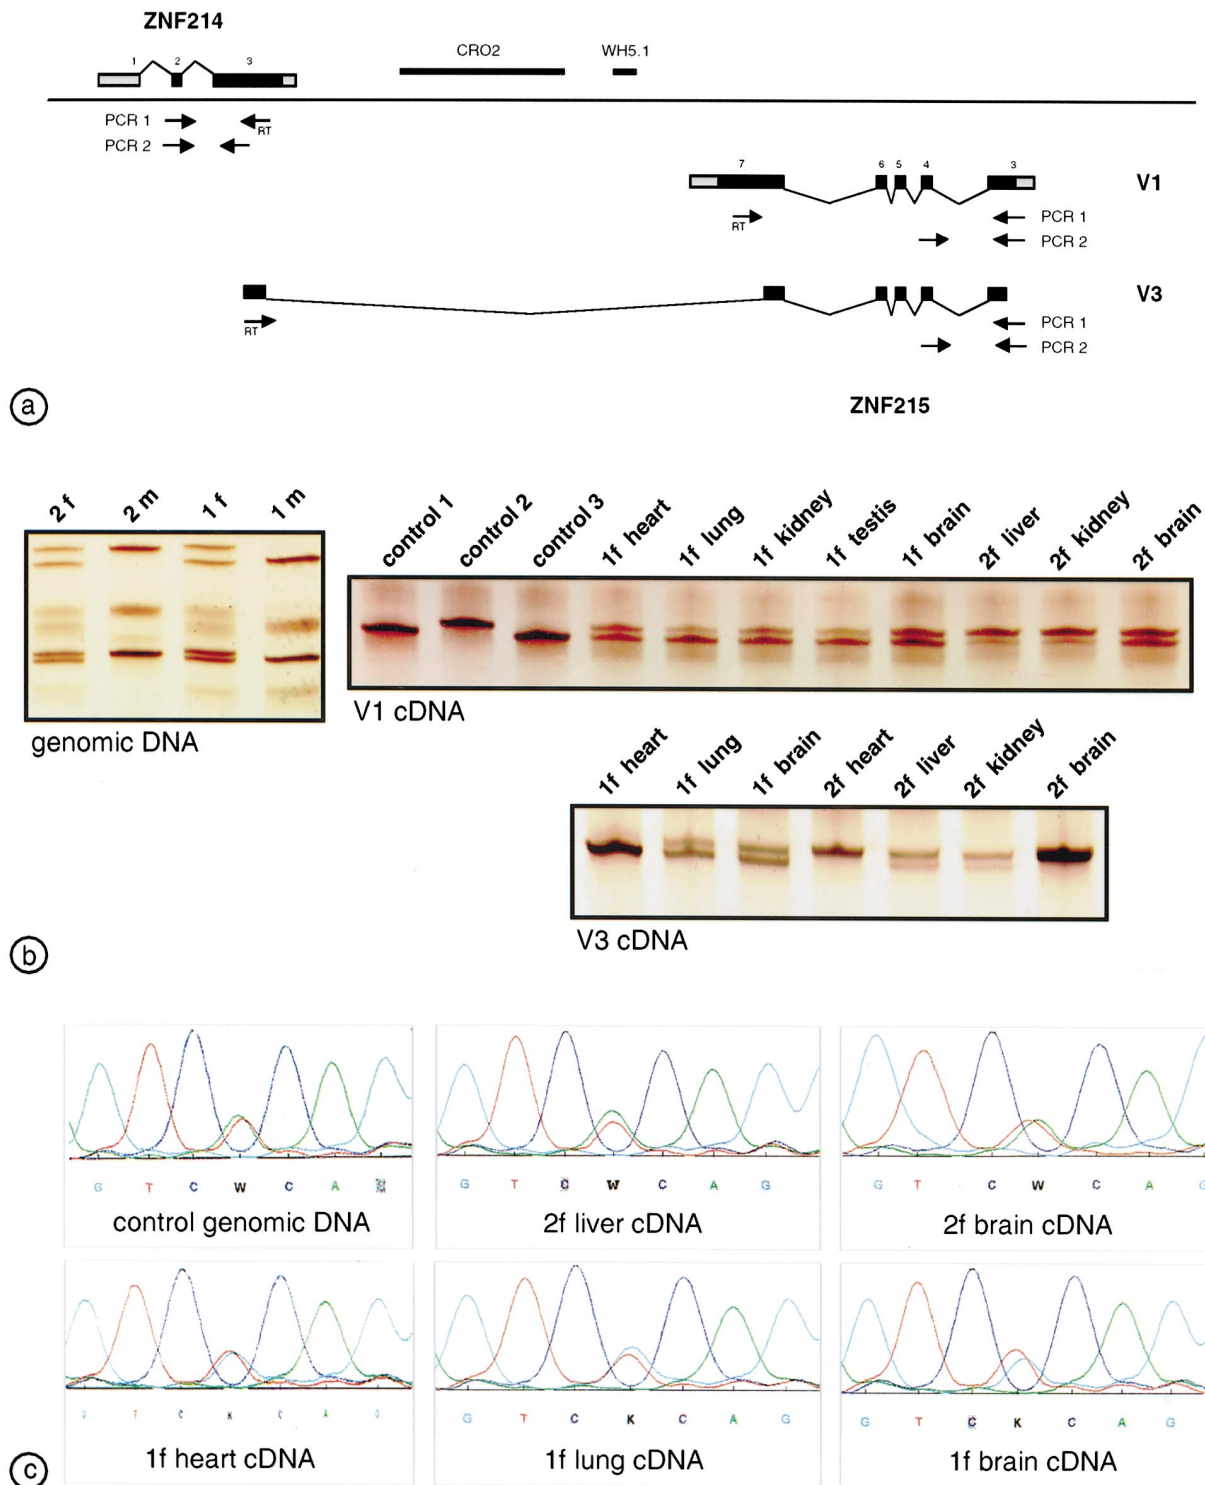 ZNF214
1 2 3
CRO2
WH5.1
PCR 1
RT
PCR 2
7 6 5 4 3
V1
RT
PCR 1
PCR 2
V3
RT
PCR 1
PCR 2
a
ZNF215
2 f 2 m 1 f 1 m
control 1 control 2 control 3 1f heart 1f lung 1f kidney 1f testis 1f brain 2f liver 2f kidney 2f brain
V1 cDNA
genomic DNA
1f heart 1f lung 1f brain 2f heart 2f liver 2f kidney 2f brain
V3 cDNA
b
G T C W C A
control genomic DNA
G T C W C A G
2f liver cDNA
G T C W C A G
2f brain cDNA
G T C K C A G
1f heart cDNA
G T C K C A G
1f lung cDNA
G T C K C A G
1f brain cDNA
c